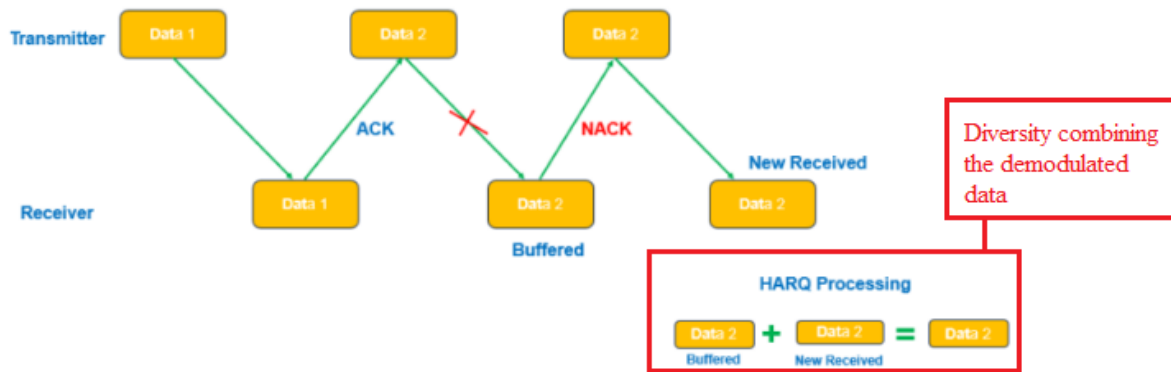 Transmitter
Data 1
Data 2
Data 2
ACK
NACK
New Received
Receiver
Data 1
Data 2
Data 2
Buffered
Diversity combining
the demodulated
data
HARQ Processing
Data 2 + Data 2 = Data 2
Buffered
New Received